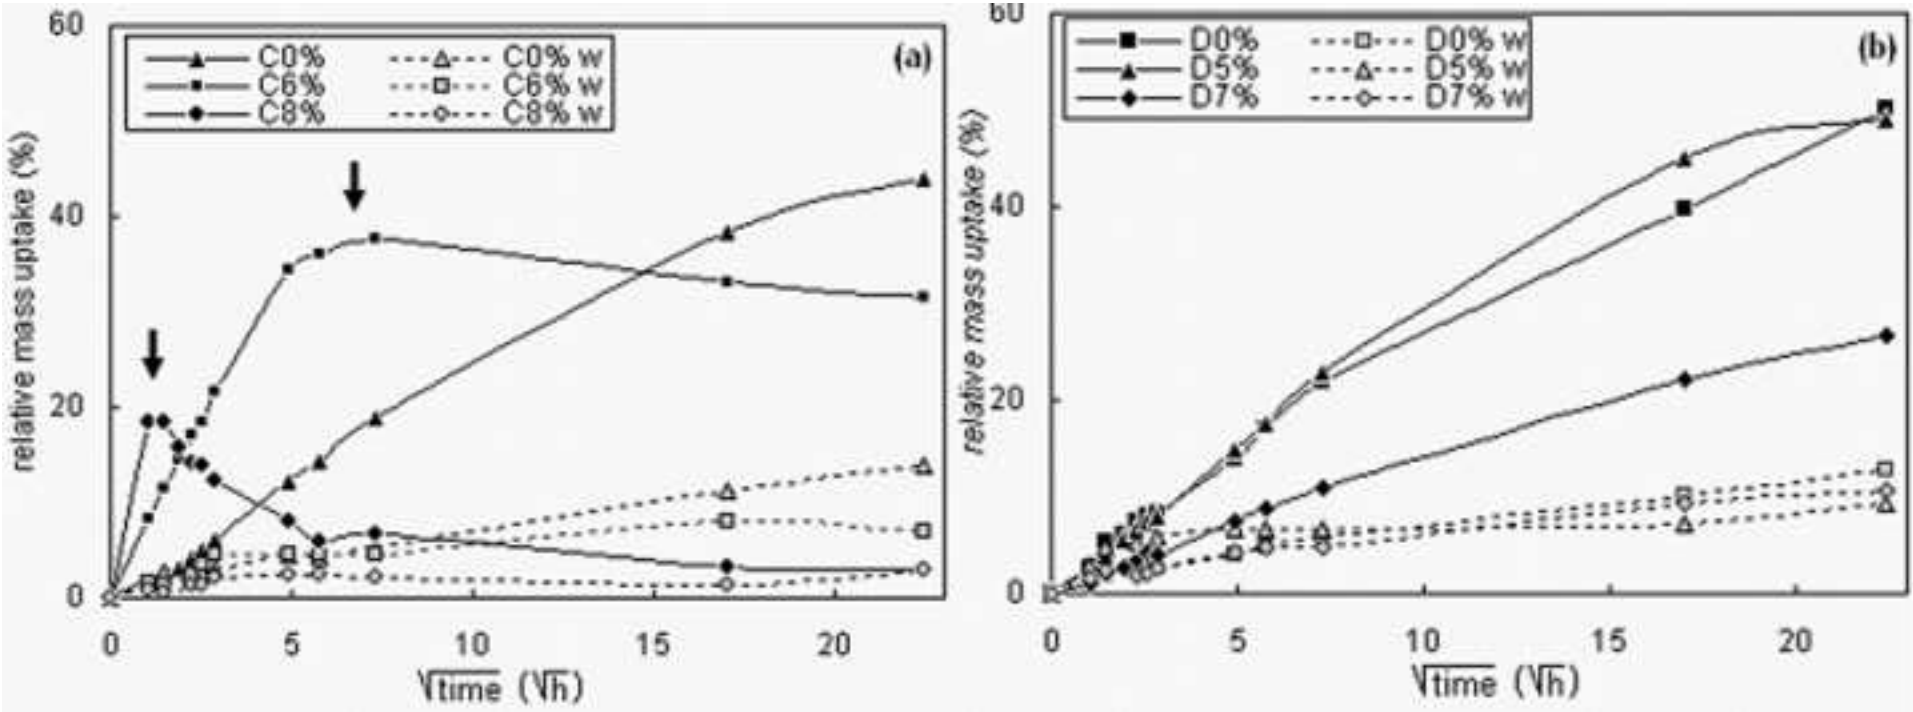 60
(a)
C0% C0% w
C6% C6% w
C8% C8% w
40
20
0
relative mass uptake (%)
0 5 10 15 20
√time (√h)
60
(b)
D0% D0% w
D5% D5% w
D7% D7% w
40
20
0
relative mass uptake (%)
0 5 10 15 20
√time (√h)